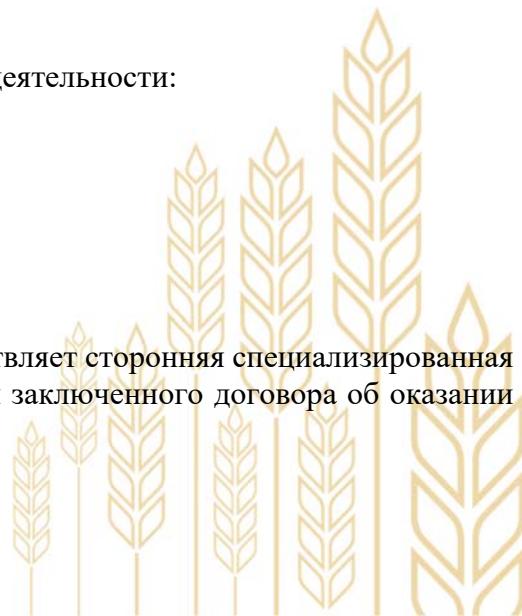 деятельности:
твляет сторонняя специализированная
заключенного договора об оказании